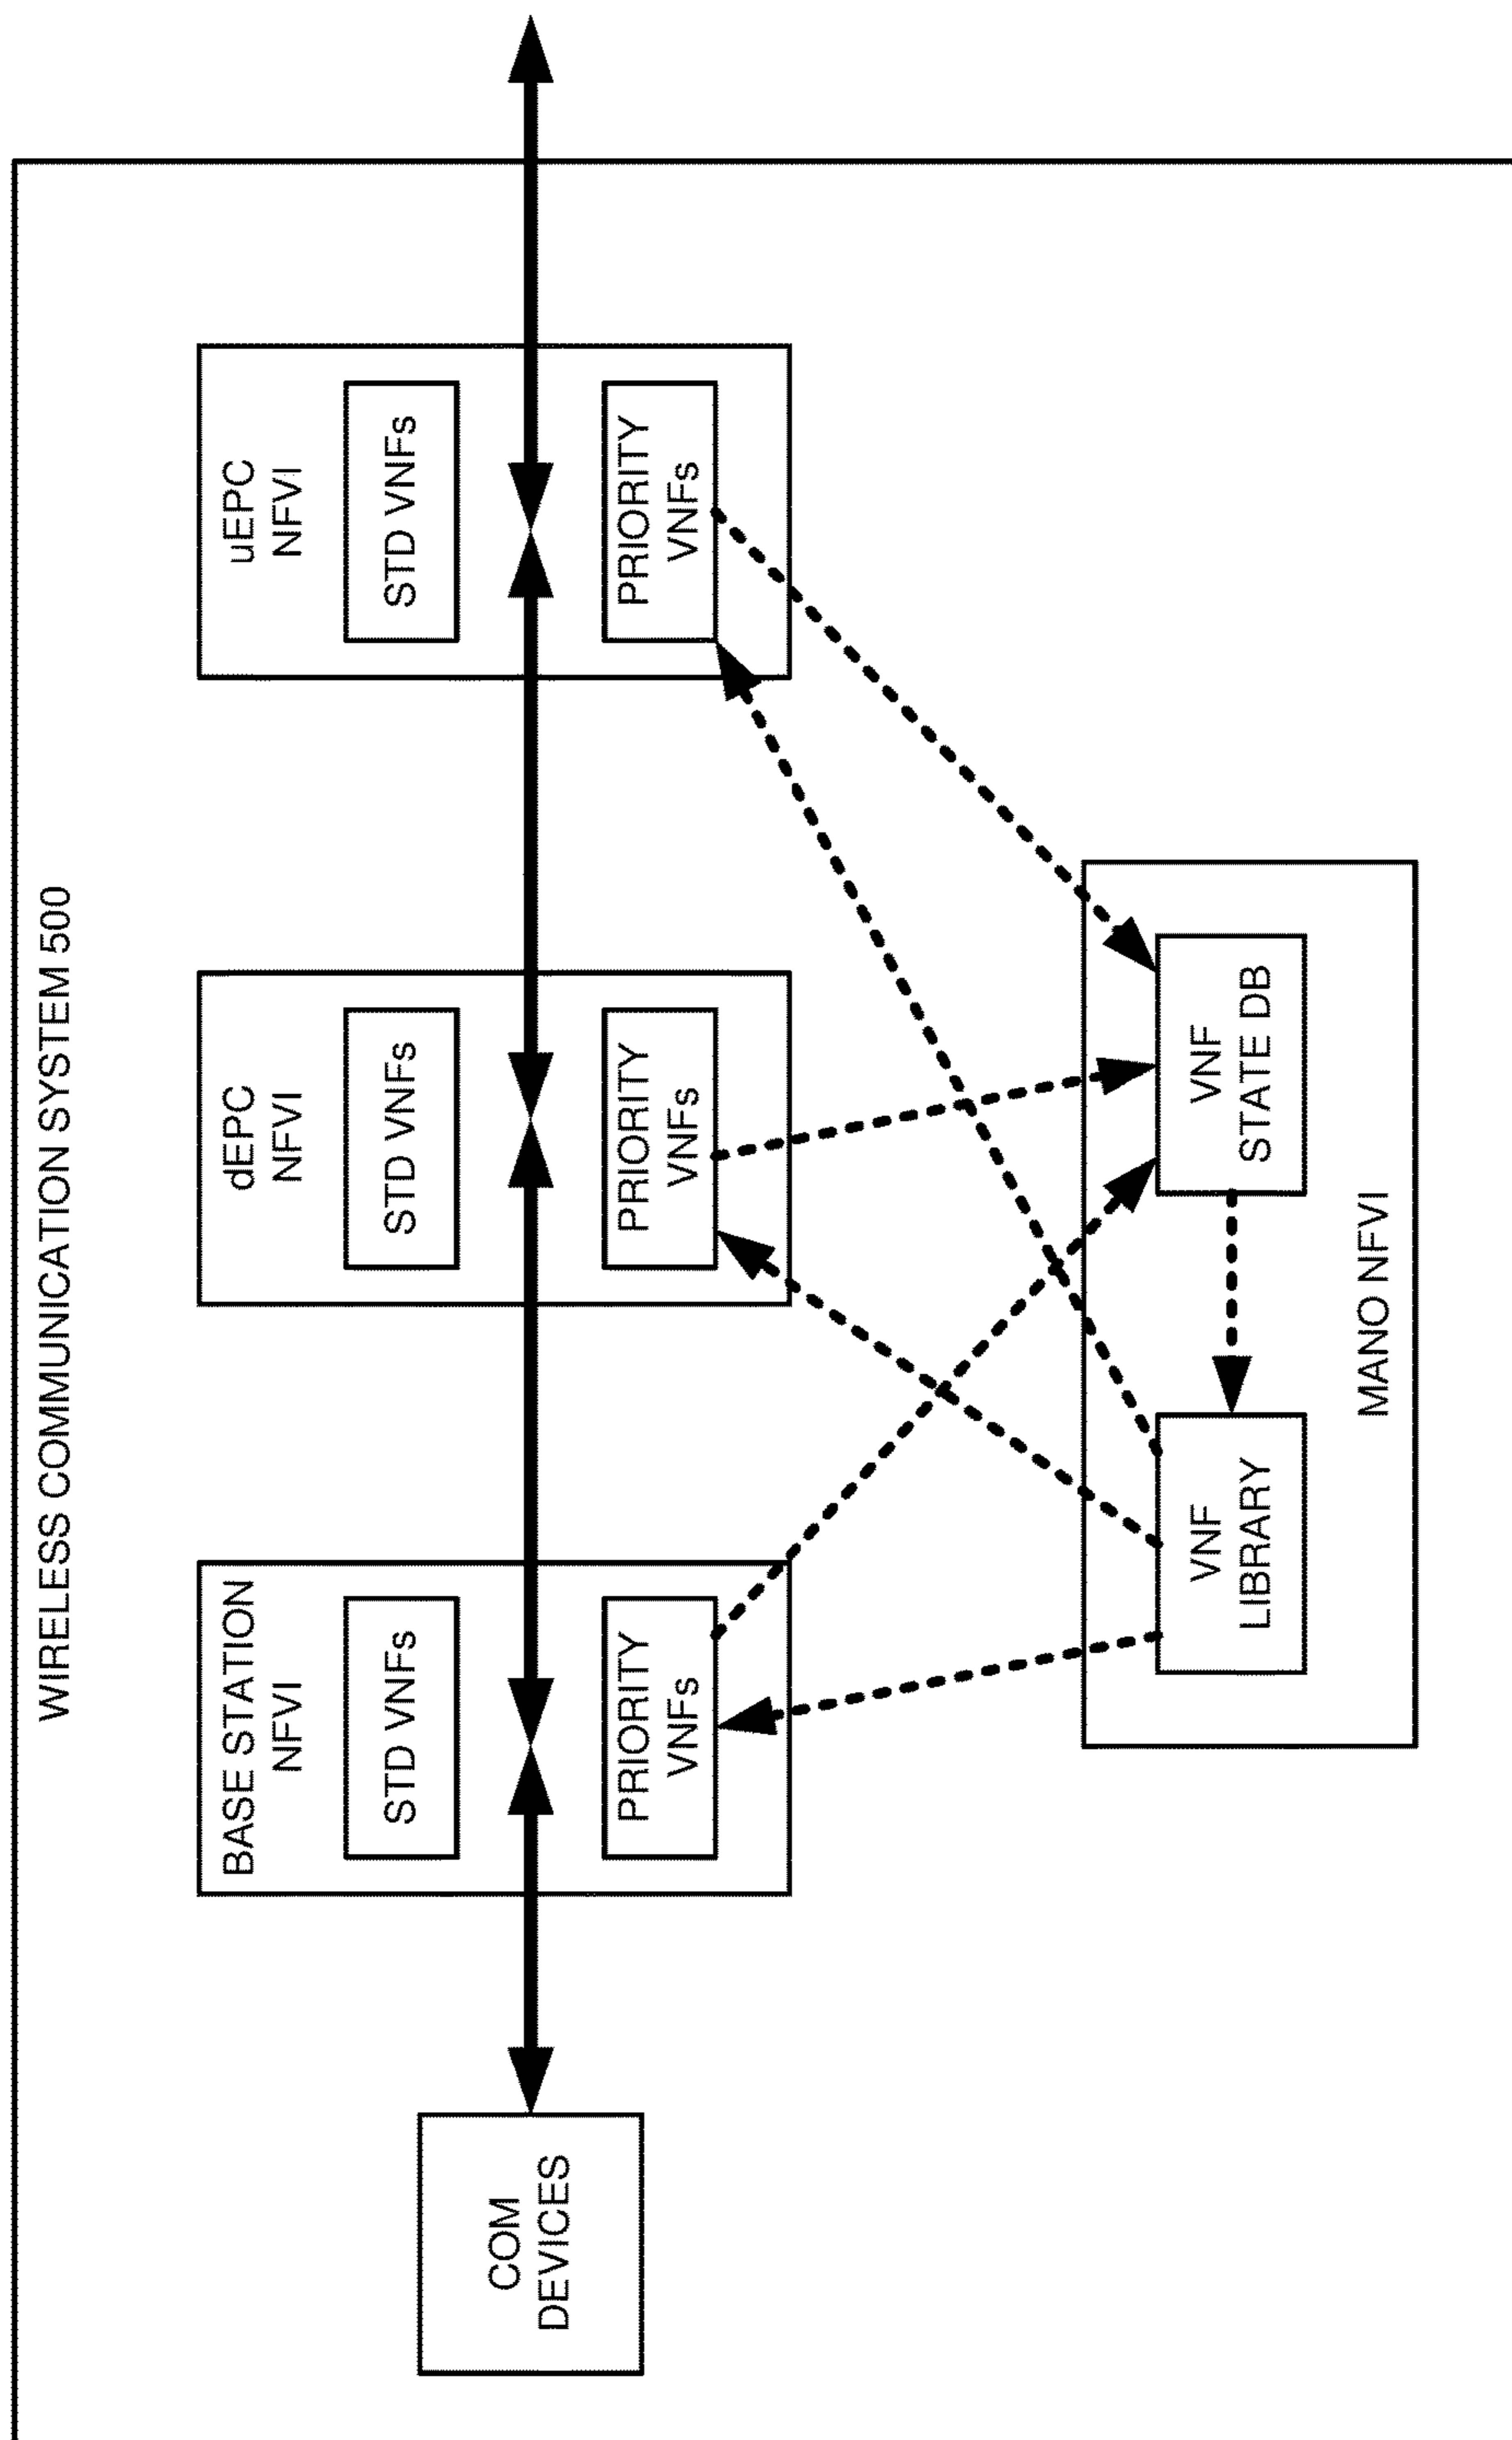 WIRELESS COMMUNICATION SYSTEM 500
COM
DEVICES
BASE STATION
NFVI
STD VNFs
PRIORITY
VNFs
dEPC
NFVI
STD VNFs
PRIORITY
VNFs
uEPC
NFVI
STD VNFs
PRIORITY
VNFs
VNF
LIBRARY
VNF
STATE DB
MANO NFVI